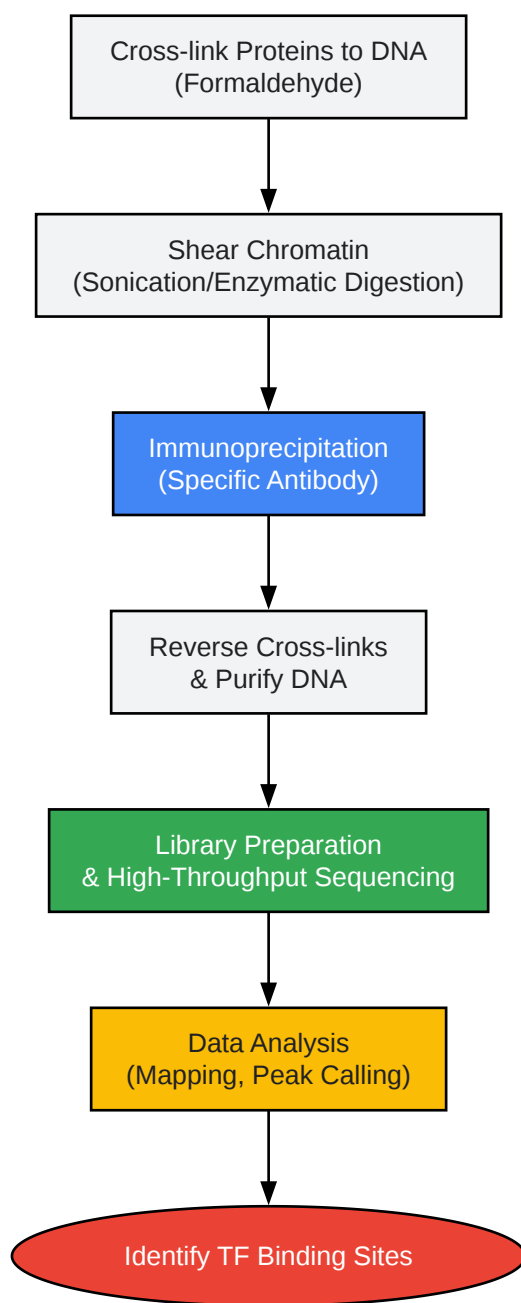 Cross-link Proteins to DNA
(Formaldehyde)
Shear Chromatin
(Sonication/Enzymatic Digestion)
Immunoprecipitation
(Specific Antibody)
Reverse Cross-links
& Purify DNA
Library Preparation
& High-Throughput Sequencing
Data Analysis
(Mapping, Peak Calling)
Identify TF Binding Sites